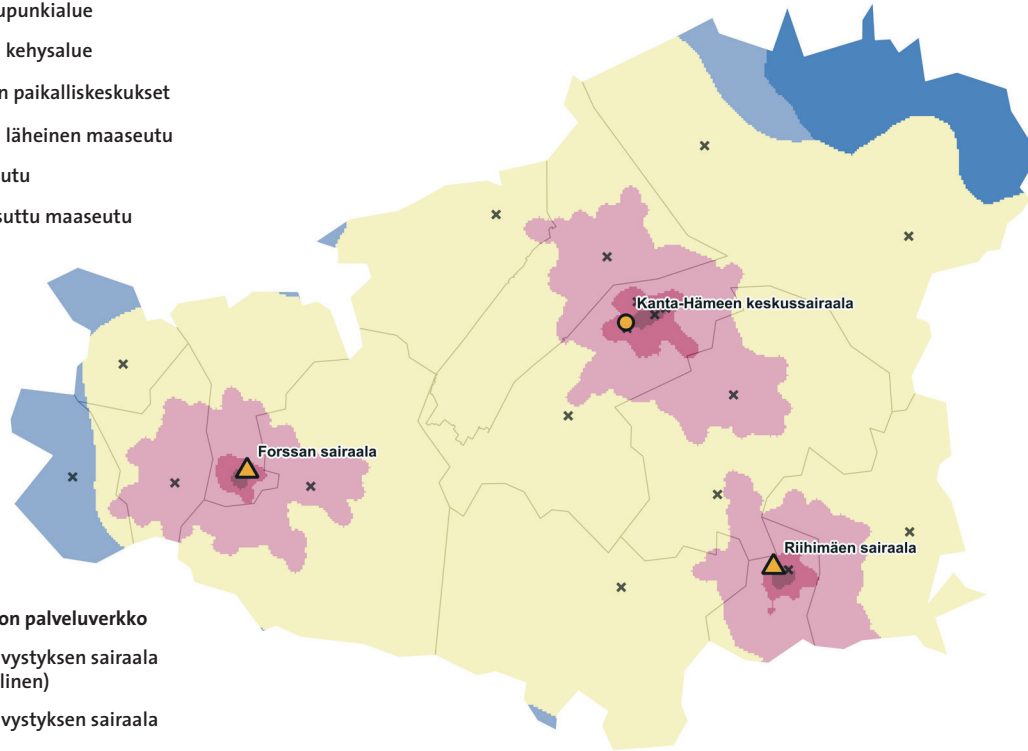 upunkialue
kehysalue
n paikalliskeskukset
läheinen maaseutu
utu
suttu maaseutu
Kanta-Hämeen keskussairaala
Forssan sairaala
Riihimäen sairaala
on palveluverkko
vystyksen sairaala
linen)
vystyksen sairaala